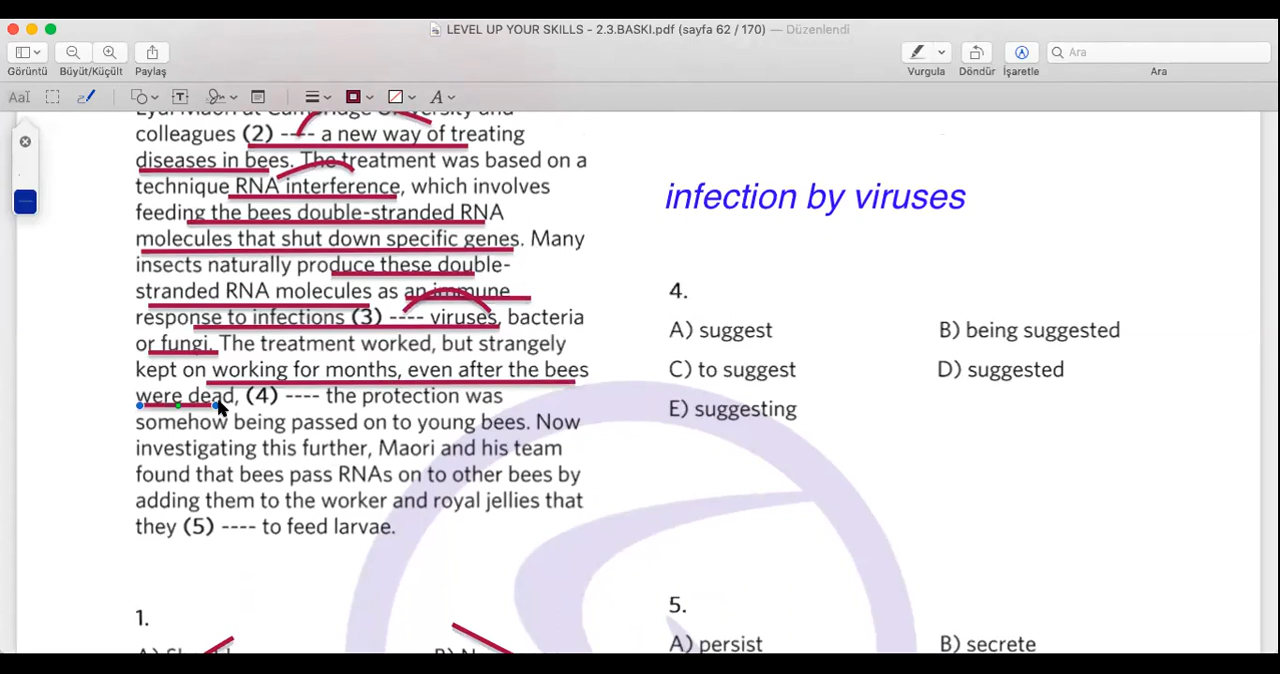 LEVEL UP YOUR SKILLS - 2.3.BASKI.pdf (sayfa 62 / 170) — Düzenlendi
Görüntü Büyüt/Küçült Paylaş Vurgula Döndür İşaretle Ara
Ara
AaI T A
at Cambridge University and
colleagues (2) ---- a new way of treating
diseases in bees. The treatment was based on a
technique RNA interference, which involves
feeding the bees double-stranded RNA
molecules that shut down specific genes. Many
insects naturally produce these double-
stranded RNA molecules as an immune
response to infections (3) ---- viruses, bacteria
or fungi. The treatment worked, but strangely
kept on working for months, even after the bees
were dead, (4) ---- the protection was
somehow being passed on to young bees. Now
investigating this further, Maori and his team
found that bees pass RNAs on to other bees by
adding them to the worker and royal jellies that
they (5) ---- to feed larvae.
1.
infection by viruses
4.
A) suggest B) being suggested
C) to suggest D) suggested
E) suggesting
5.
A) persist B) secrete